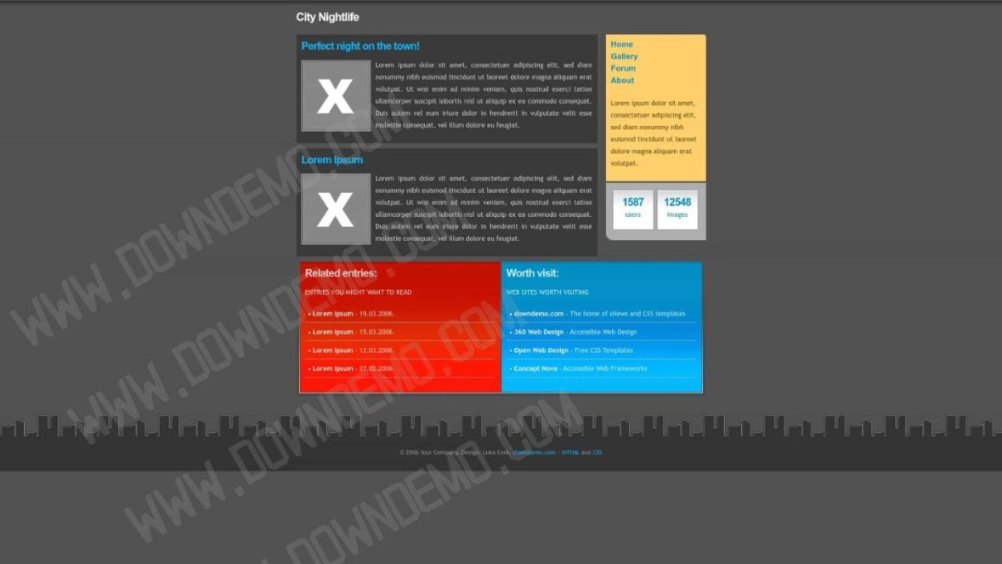 City Nightlife
Perfect night on the town!
X
Lorem ipsum dolor sit amet, consectetuer adipiscing elit, sed diam
nonummy nibh euismod tincidunt ut laoreet dolore magna aliquam erat
volutpat. Ut wisi enim ad minim veniam, quis nostrud exerci tation
ullamcorper suscipit lobortis nisl ut aliquip ex ea commodo consequat.
Duis autem vel eum iriure dolor in hendrerit in vulputate velit esse
molestie consequat, vel illum dolore eu feugiat.
Lorem ipsum
X
Lorem ipsum dolor sit amet, consectetuer adipiscing elit, sed diam
nonummy nibh euismod tincidunt ut laoreet dolore magna aliquam erat
volutpat. Ut wisi enim ad minim veniam, quis nostrud exerci tation
ullamcorper suscipit lobortis nisl ut aliquip ex ea commodo consequat.
Duis autem vel eum iriure dolor in hendrerit in vulputate velit esse
molestie consequat, vel illum dolore eu feugiat.
Home
Gallery
Forum
About
Lorem ipsum dolor sit amet,
consectetuer adipiscing elit,
sed diam nonummy nibh
euismod tincidunt ut laoreet
dolore magna aliquam erat
volutpat.
1587
users
12548
images
Related entries:
ENTRIES YOU MIGHT WANT TO READ
• Lorem ipsum - 19.03.2006.
• Lorem ipsum - 15.03.2006.
• Lorem ipsum - 12.03.2006.
• Lorem ipsum - 27.02.2006.
Worth visit:
WEB SITES WORTH VISITING
• downdemo.com - The home of sNews and CSS templates
• 360 Web Design - Accessible Web Design
• Open Web Design - Free CSS Templates
• Concept Nova - Accessible Web Frameworks
© 2006 Your Company, Design: Luka Cvrk, downdemo.com - XHTML and CSS
WWW.DOWNDEMO.COM
WWW.DOWNDEMO.COM
WWW.DOWNDEMO.COM
WWW.DOWNDEMO.COM